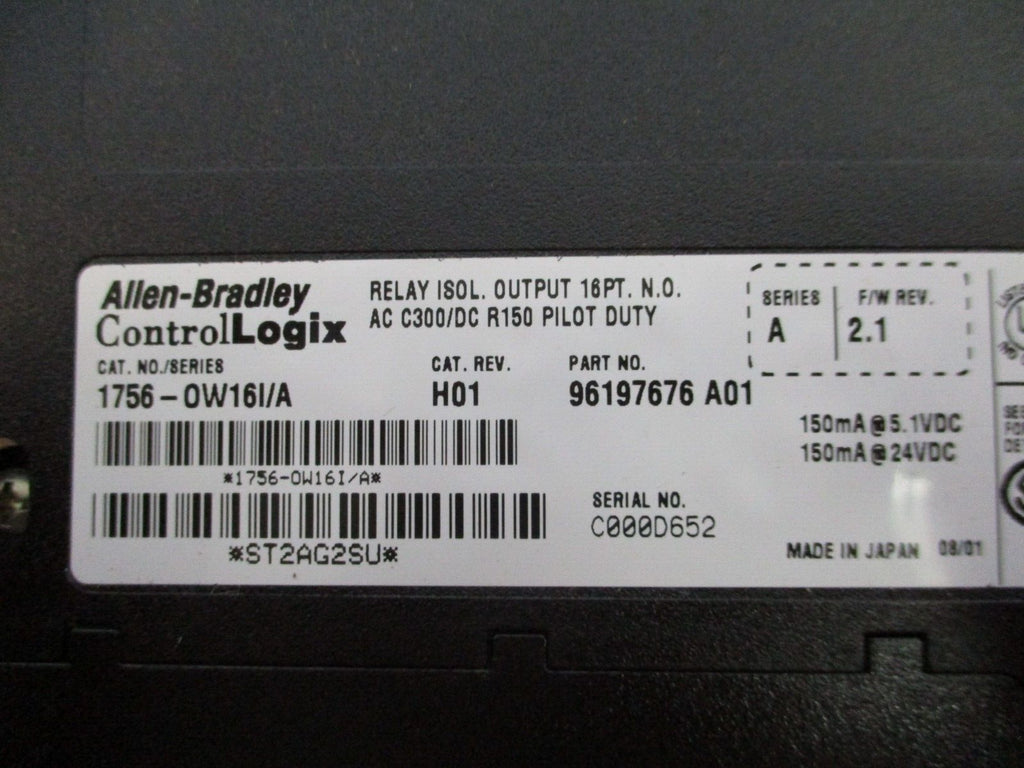 Allen-Bradley
ControlLogix
RELAY ISOL. OUTPUT 16PT. N.O.
AC C300/DC R150 PILOT DUTY
SERIES
A
F/W REV.
2.1
CAT. NO./SERIES
1756-OW16I/A
CAT. REV.
H01
PART NO.
96197676 A01
150mA@5.1VDC
150mA@24VDC
*1756-OW16I/A*
SERIAL NO.
C000D652
*ST2AG2SU*
MADE IN JAPAN 08/01